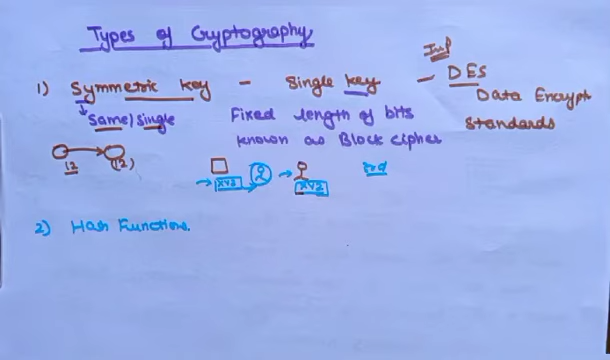 Types of Cryptography
Imp
1) Symmetric key - Single key - DES
Data Encrypt
Standards
Same/single
Fixed length of bits
known as Block cipher
12 (12)
XYZ 2 XYZ
2) Hash Function.